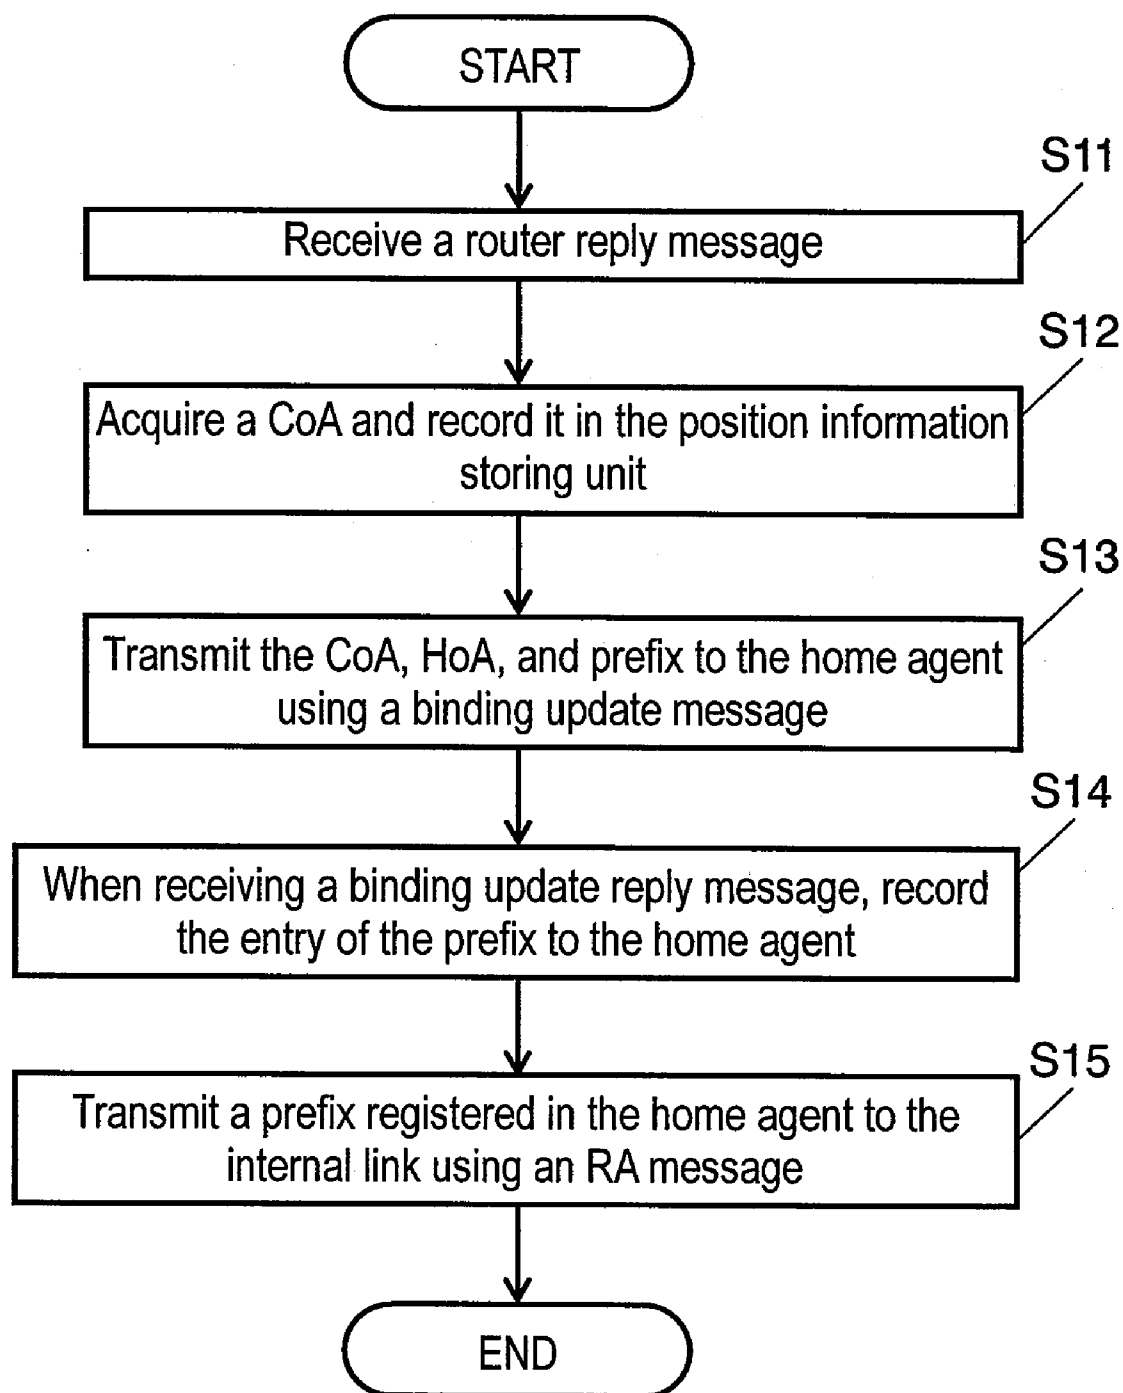 START
S11
Receive a router reply message
S12
Acquire a CoA and record it in the position information
storing unit
S13
Transmit the CoA, HoA, and prefix to the home agent
using a binding update message
S14
When receiving a binding update reply message, record
the entry of the prefix to the home agent
S15
Transmit a prefix registered in the home agent to the
internal link using an RA message
END